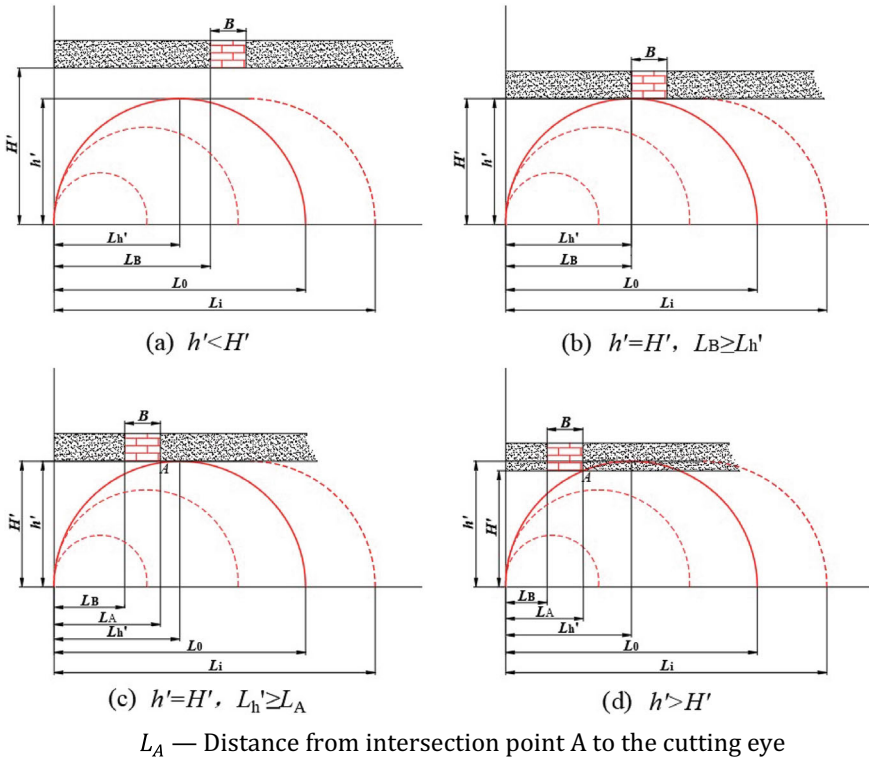 B
H'
h'
Lh'
LB
L0
Li
(a) h'<H'
B
H'
h'
Lh'
LB
L0
Li
(b) h'=H', LB≥Lh'
B
A
H'
h'
LB
LA
Lh'
L0
Li
(c) h'=H', Lh'≥LA
B
A
h'
H'
LB
LA
Lh'
L0
Li
(d) h'>H'
L_A — Distance from intersection point A to the cutting eye